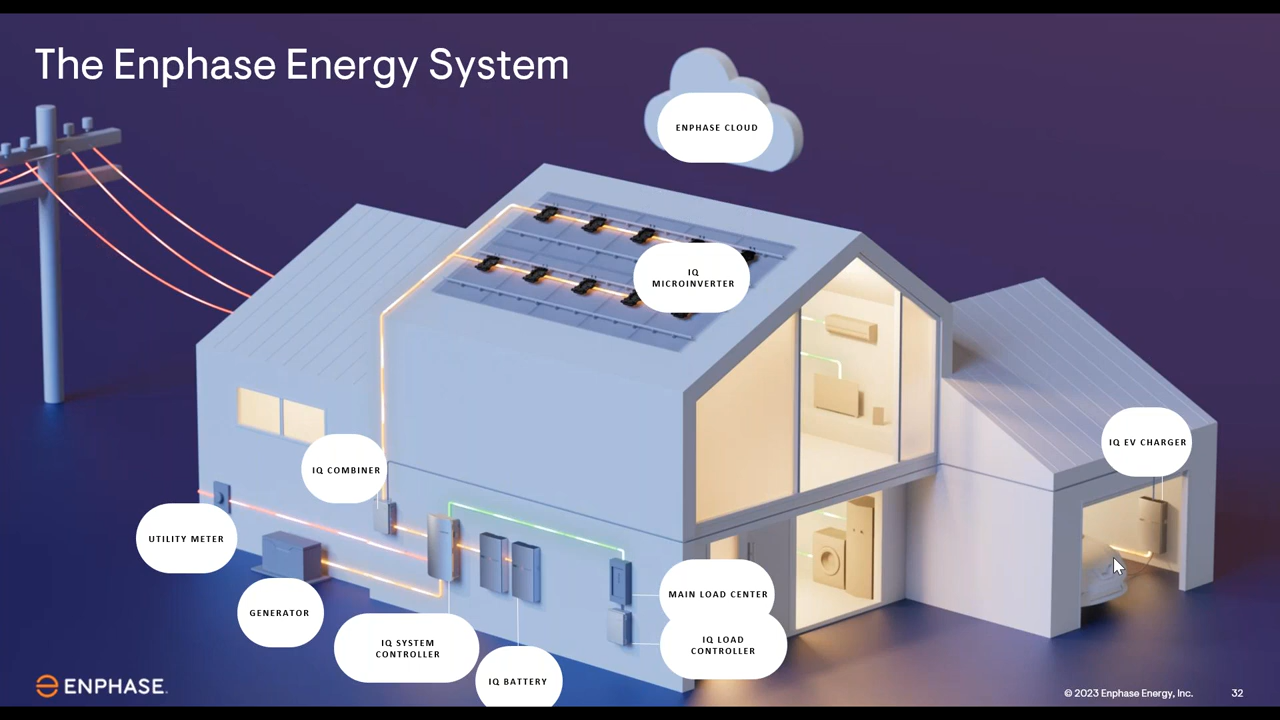 The Enphase Energy System
ENPHASE CLOUD
IQ
MICROINVERTER
IQ EV CHARGER
IQ COMBINER
UTILITY METER
MAIN LOAD CENTER
GENERATOR
IQ SYSTEM
CONTROLLER
IQ LOAD
CONTROLLER
IQ BATTERY
ENPHASE.
© 2023 Enphase Energy, Inc.
32